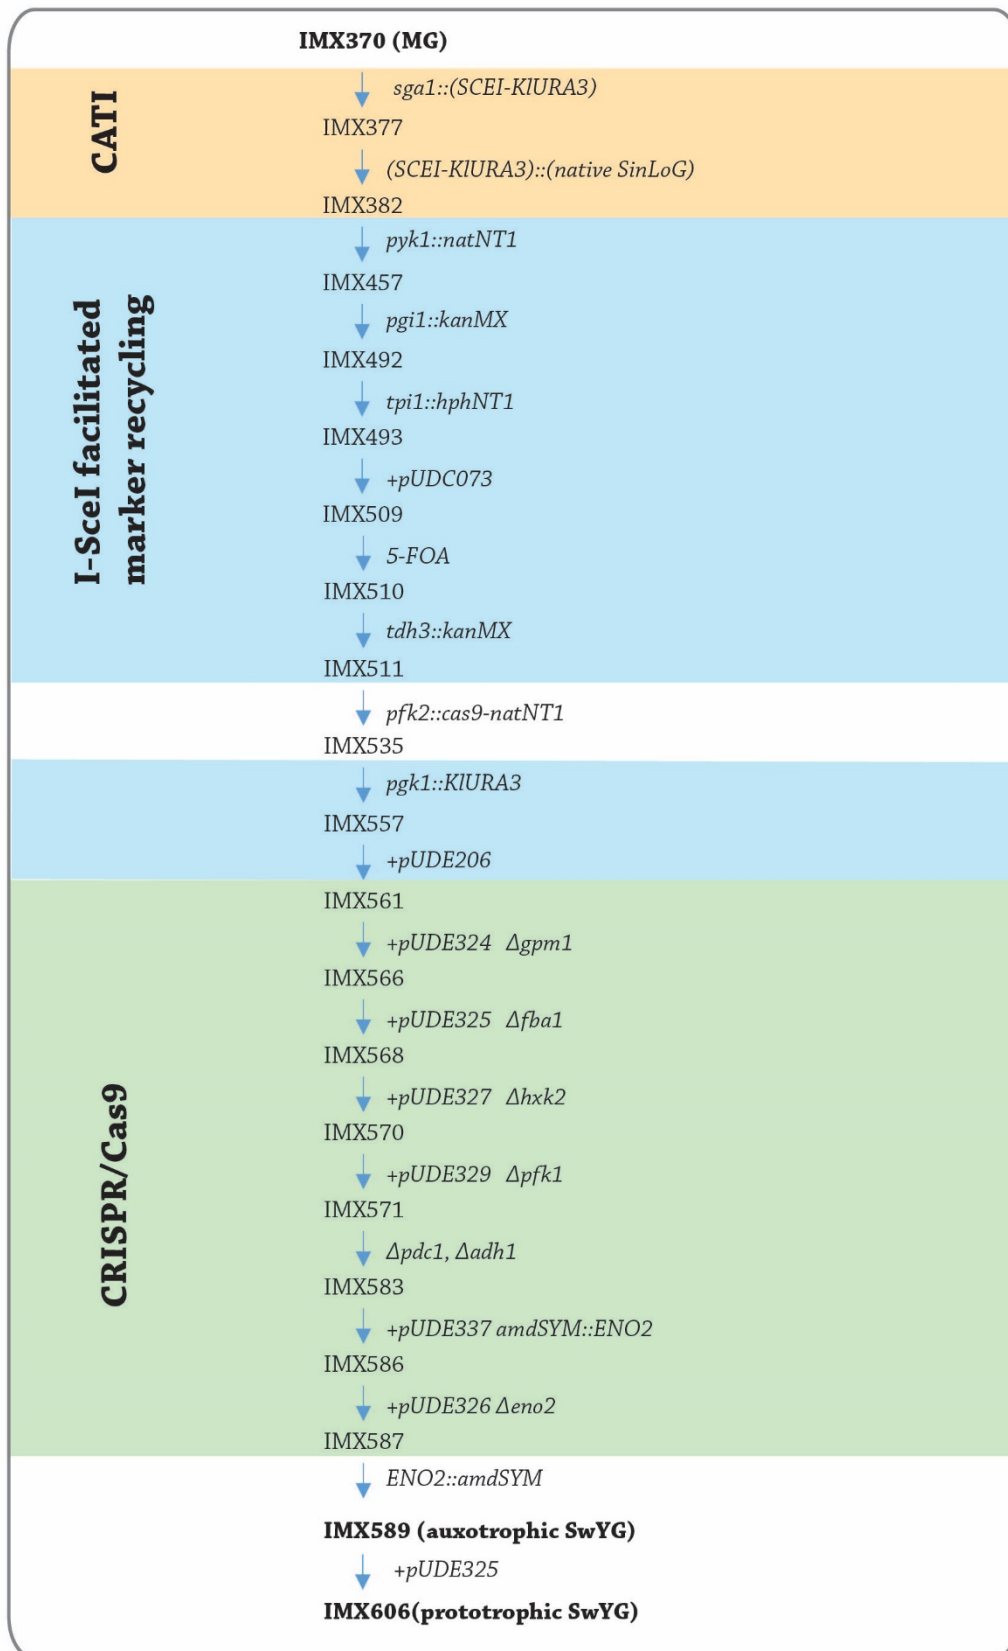 IMX370 (MG)
CATI
sga1::(SCEI-KlURA3)
IMX377
(SCEI-KlURA3)::(native SinLoG)
IMX382
I-SceI facilitated
marker recycling
pyk1::natNT1
IMX457
pgi1::kanMX
IMX492
tpi1::hphNT1
IMX493
+pUDC073
IMX509
5-FOA
IMX510
tdh3::kanMX
IMX511
pfk2::cas9-natNT1
IMX535
pgk1::KlURA3
IMX557
+pUDE206
CRISPR/Cas9
IMX561
+pUDE324 Δgpm1
IMX566
+pUDE325 Δfba1
IMX568
+pUDE327 Δhxk2
IMX570
+pUDE329 Δpfk1
IMX571
Δpdc1, Δadh1
IMX583
+pUDE337 amdSYM::ENO2
IMX586
+pUDE326 Δeno2
IMX587
ENO2::amdSYM
IMX589 (auxotrophic SwYG)
+pUDE325
IMX606(prototrophic SwYG)